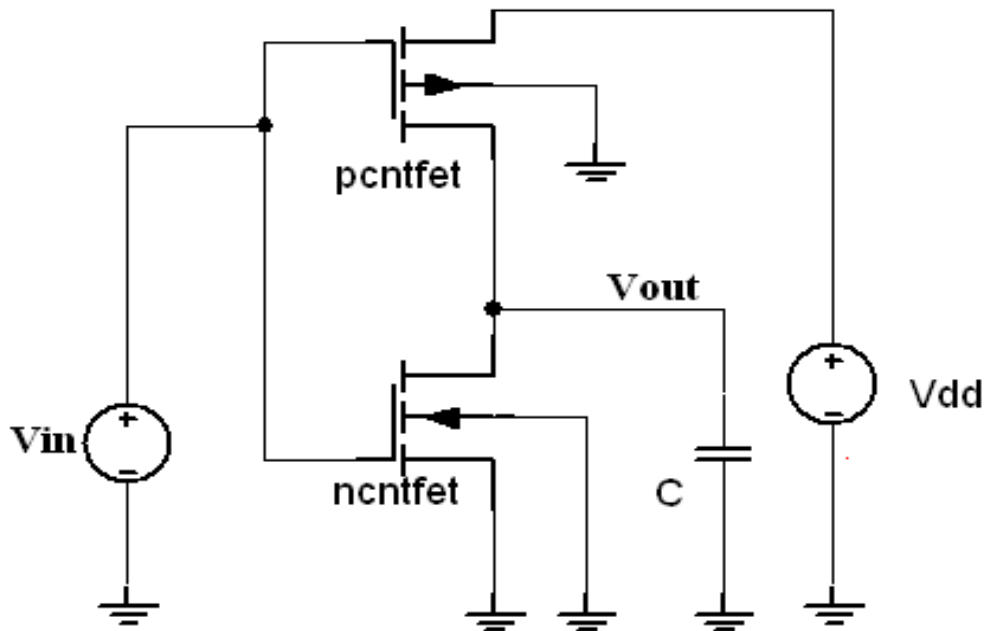 pcntfet
Vout
+
Vdd
-
+
Vin
-
ncntfet
C